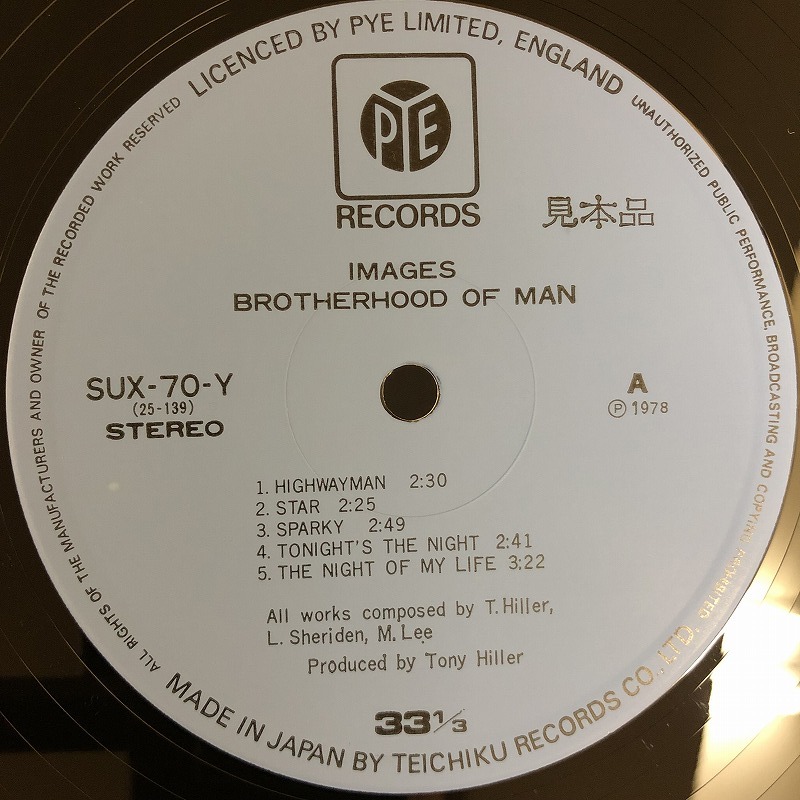 LICENCED BY PYE LIMITED, ENGLAND
UNAUTHORIZED PUBLIC PERFORMANCE, BROADCASTING AND COPYING PROHIBITED
PYE
RECORDS
見本品
IMAGES
BROTHERHOOD OF MAN
SUX-70-Y
(25-139)
STEREO
A
Ⓟ 1978
1. HIGHWAYMAN 2:30
2. STAR 2:25
3. SPARKY 2:49
4. TONIGHT'S THE NIGHT 2:41
5. THE NIGHT OF MY LIFE 3;22
All works composed by T. Hiller,
L. Sheriden, M. Lee
Produced by Tony Hiller
33 1/3
MADE IN JAPAN BY TEICHIKU RECORDS CO., LTD.
ALL RIGHTS OF THE MANUFACTURERS AND OWNER OF THE RECORDED WORK RESERVED